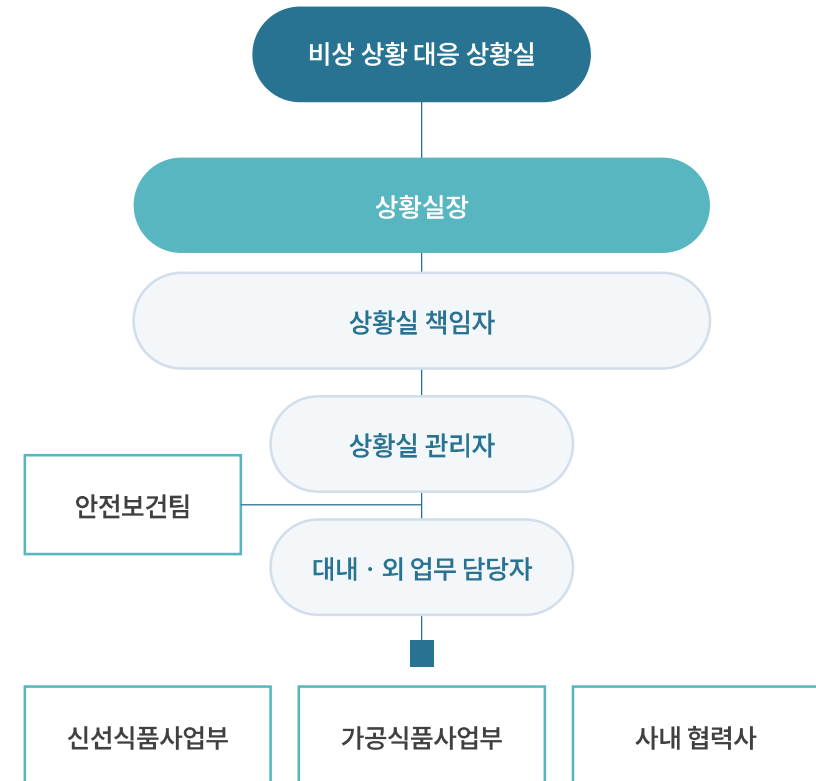 비상 상황 대응 상황실
상황실장
상황실 책임자
상황실 관리자
안전보건팀
대내 · 외 업무 담당자
신선식품사업부
가공식품사업부
사내 협력사